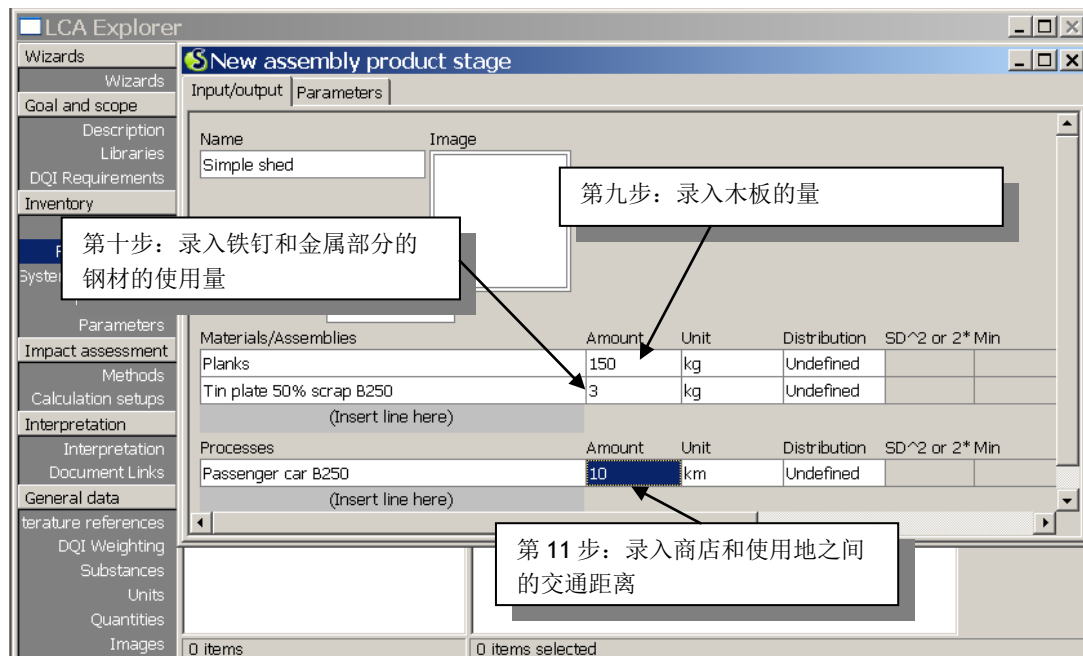 LCA Explorer
Wizards
Wizards
Goal and scope
Description
Libraries
DQI Requirements
Inventory
Parameters
Impact assessment
Methods
Calculation setups
Interpretation
Interpretation
Document Links
General data
terature references
DQI Weighting
Substances
Units
Quantities
Images
New assembly product stage
Input/output Parameters
Name Image
Simple shed
第九步：录入木板的量
第十步：录入铁钉和金属部分的
钢材的使用量
Materials/Assemblies Amount Unit Distribution SD^2 or 2* Min
Planks 150 kg Undefined
Tin plate 50% scrap B250 3 kg Undefined
(Insert line here)
Processes Amount Unit Distribution SD^2 or 2* Min
Passenger car B250 10 km Undefined
(Insert line here)
第 11 步：录入商店和使用地之间
的交通距离
0 items 0 items selected